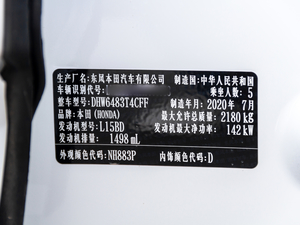 生产厂名: 东风本田汽车有限公司 制造国: 中华人民共和国
车辆识别代号: 乘坐人数: 5
整车型号: DHW6483T4CFF 制造年月: 2020 年 7 月
品牌: 本田 (HONDA) 最大允许总质量: 2180 kg
发动机型号: L15BD 发动机最大净功率: 142 kW
发动机排量: 1498 mL
外观颜色代码: NH883P 内饰颜色代码: D